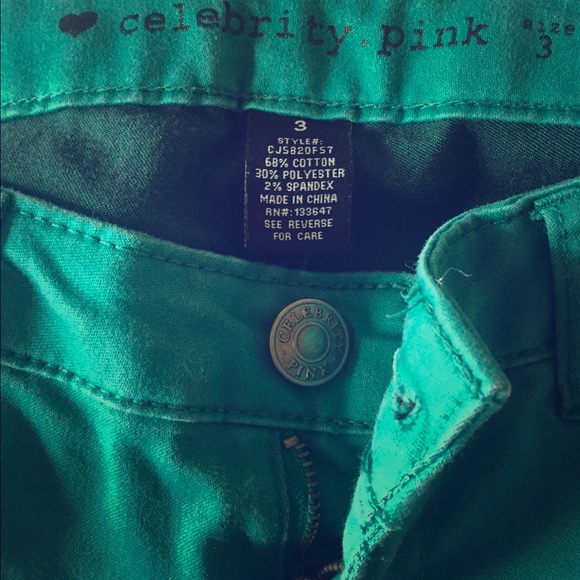 ♥ celebrity.pink size
3
3
STYLE#:
CJ5820F57
68% COTTON
30% POLYESTER
2% SPANDEX
MADE IN CHINA
RN#:133647
SEE REVERSE
FOR CARE
CELEBRITY
PINK